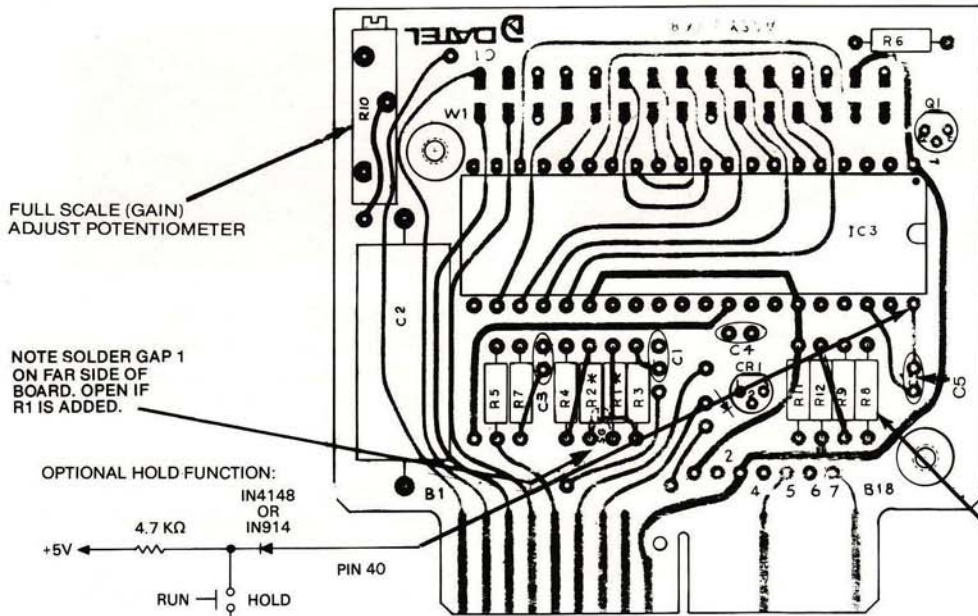 DATEL
C1
R6
R10
W1
Q1
1
FULL SCALE (GAIN)
ADJUST POTENTIOMETER
IC3
C2
NOTE SOLDER GAP 1
ON FAR SIDE OF
BOARD. OPEN IF
R1 IS ADDED.
C1
C4
CR1
C5
R5
R7
C3
R4
R2*
R1*
R3
R11
R12
R9
R8
2
4
5
6
7
B1
B18
OPTIONAL HOLD FUNCTION:
IN4148
OR
IN914
4.7 KΩ
+5V
PIN 40
RUN
HOLD